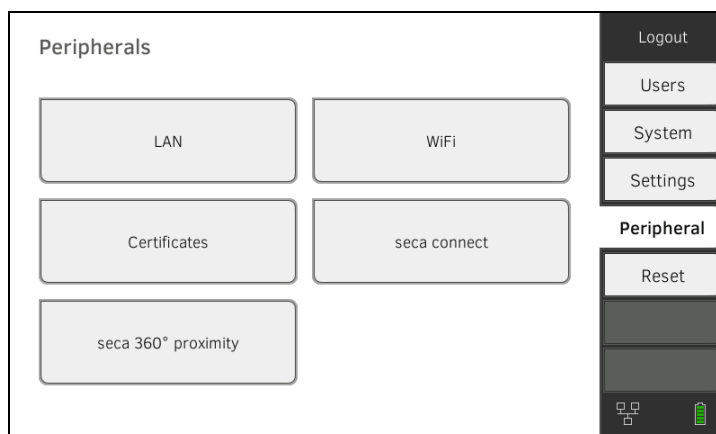 Peripherals
LAN
WiFi
Certificates
seca connect
seca 360° proximity
Logout
Users
System
Settings
Peripheral
Reset